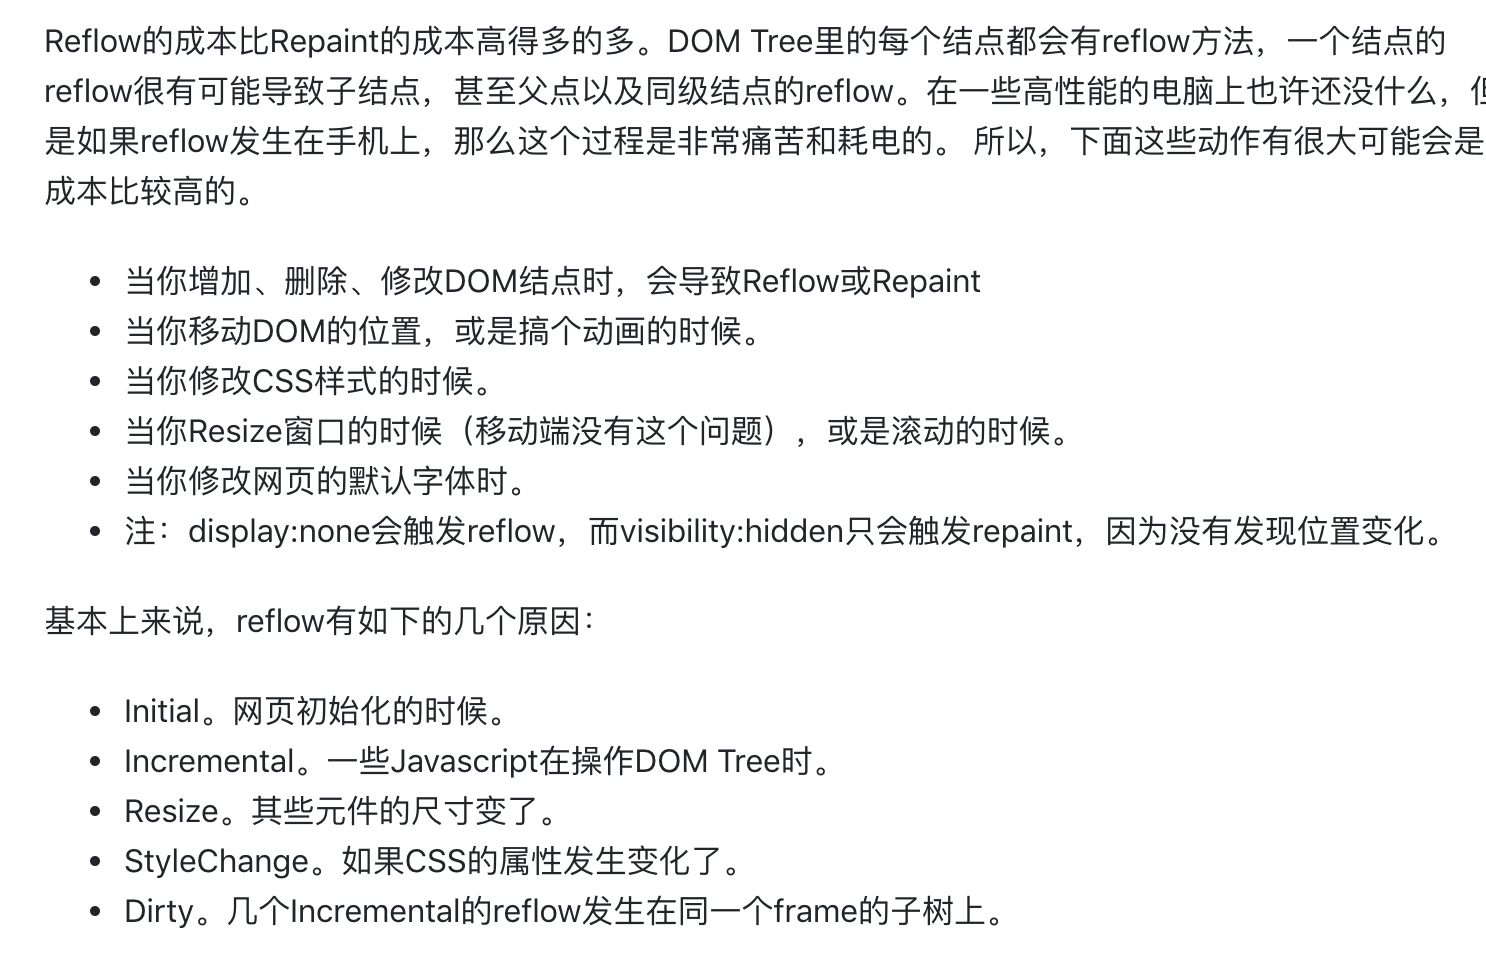 Reflow的成本比Repaint的成本高得多的多。DOM Tree里的每个结点都会有reflow方法，一个结点的
reflow很有可能导致子结点，甚至父点以及同级结点的reflow。在一些高性能的电脑上也许还没什么，但
是如果reflow发生在手机上，那么这个过程是非常痛苦和耗电的。 所以，下面这些动作有很大可能会是
成本比较高的。
• 当你增加、删除、修改DOM结点时，会导致Reflow或Repaint
• 当你移动DOM的位置，或是搞个动画的时候。
• 当你修改CSS样式的时候。
• 当你Resize窗口的时候（移动端没有这个问题），或是滚动的时候。
• 当你修改网页的默认字体时。
• 注：display:none会触发reflow，而visibility:hidden只会触发repaint，因为没有发现位置变化。
基本上来说，reflow有如下的几个原因：
• Initial。网页初始化的时候。
• Incremental。一些Javascript在操作DOM Tree时。
• Resize。其些元件的尺寸变了。
• StyleChange。如果CSS的属性发生变化了。
• Dirty。几个Incremental的reflow发生在同一个frame的子树上。